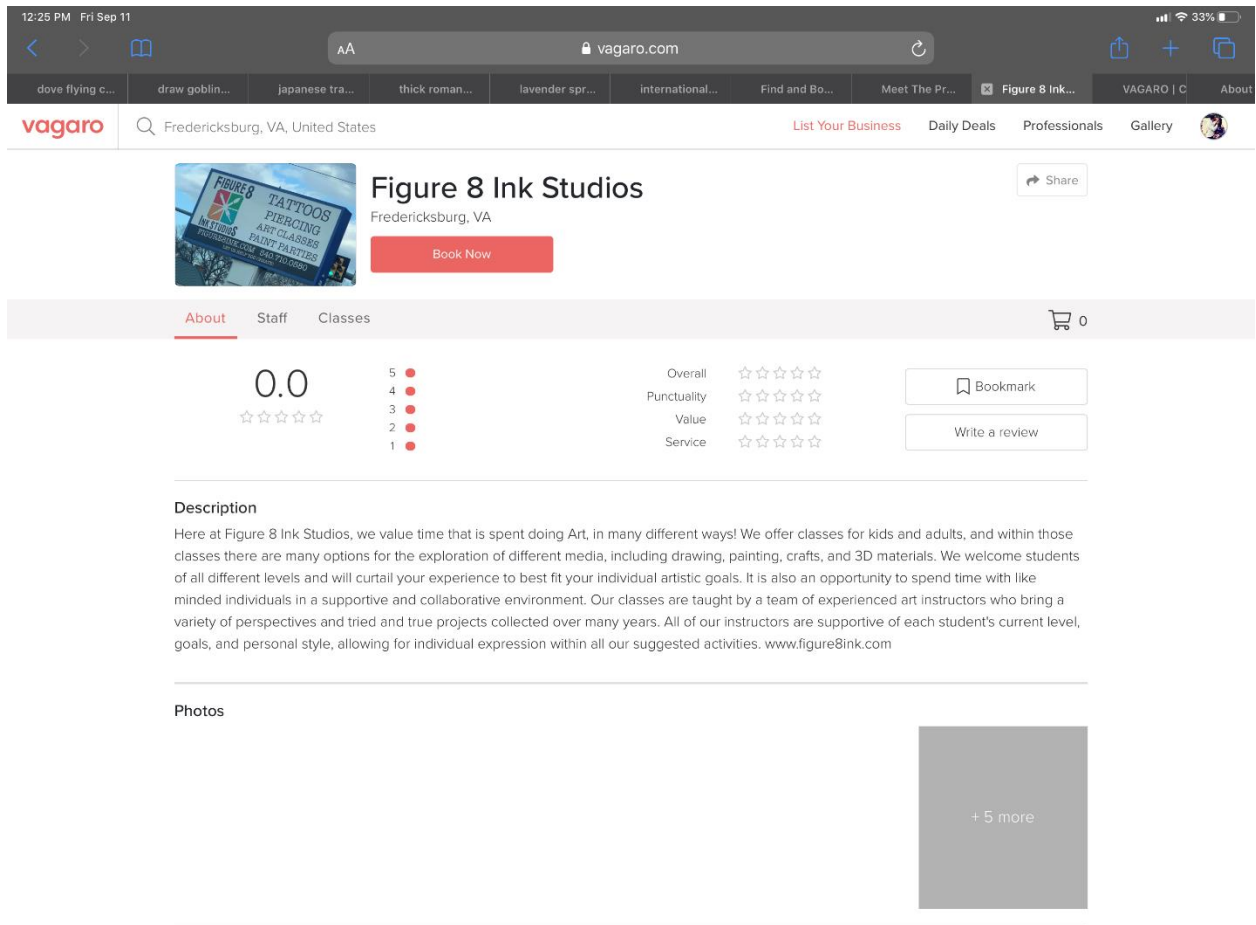 12:25 PM Fri Sep 11
33%
AA
vagaro.com
dove flying c...
draw goblin...
japanese tra...
thick roman...
lavender spr...
international...
Find and Bo...
Meet The Pr...
Figure 8 Ink...
VAGARO | C
About
vagaro
Fredericksburg, VA, United States
List Your Business
Daily Deals
Professionals
Gallery
FIGURE 8
INK STUDIOS
TATTOOS
PIERCING
ART CLASSES
PAINT PARTIES
FIGURE8INK.COM 540.710.0580
Figure 8 Ink Studios
Fredericksburg, VA
Book Now
Share
About
Staff
Classes
0
0.0
5
4
3
2
1
Overall
Punctuality
Value
Service
Bookmark
Write a review
Description
Here at Figure 8 Ink Studios, we value time that is spent doing Art, in many different ways! We offer classes for kids and adults, and within those
classes there are many options for the exploration of different media, including drawing, painting, crafts, and 3D materials. We welcome students
of all different levels and will curtail your experience to best fit your individual artistic goals. It is also an opportunity to spend time with like
minded individuals in a supportive and collaborative environment. Our classes are taught by a team of experienced art instructors who bring a
variety of perspectives and tried and true projects collected over many years. All of our instructors are supportive of each student's current level,
goals, and personal style, allowing for individual expression within all our suggested activities. www.figure8ink.com
Photos
+ 5 more